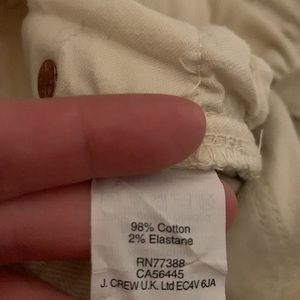 98% Cotton
2% Elastane
RN77388
CA56445
J. CREW U.K. Ltd EC4V 6JA